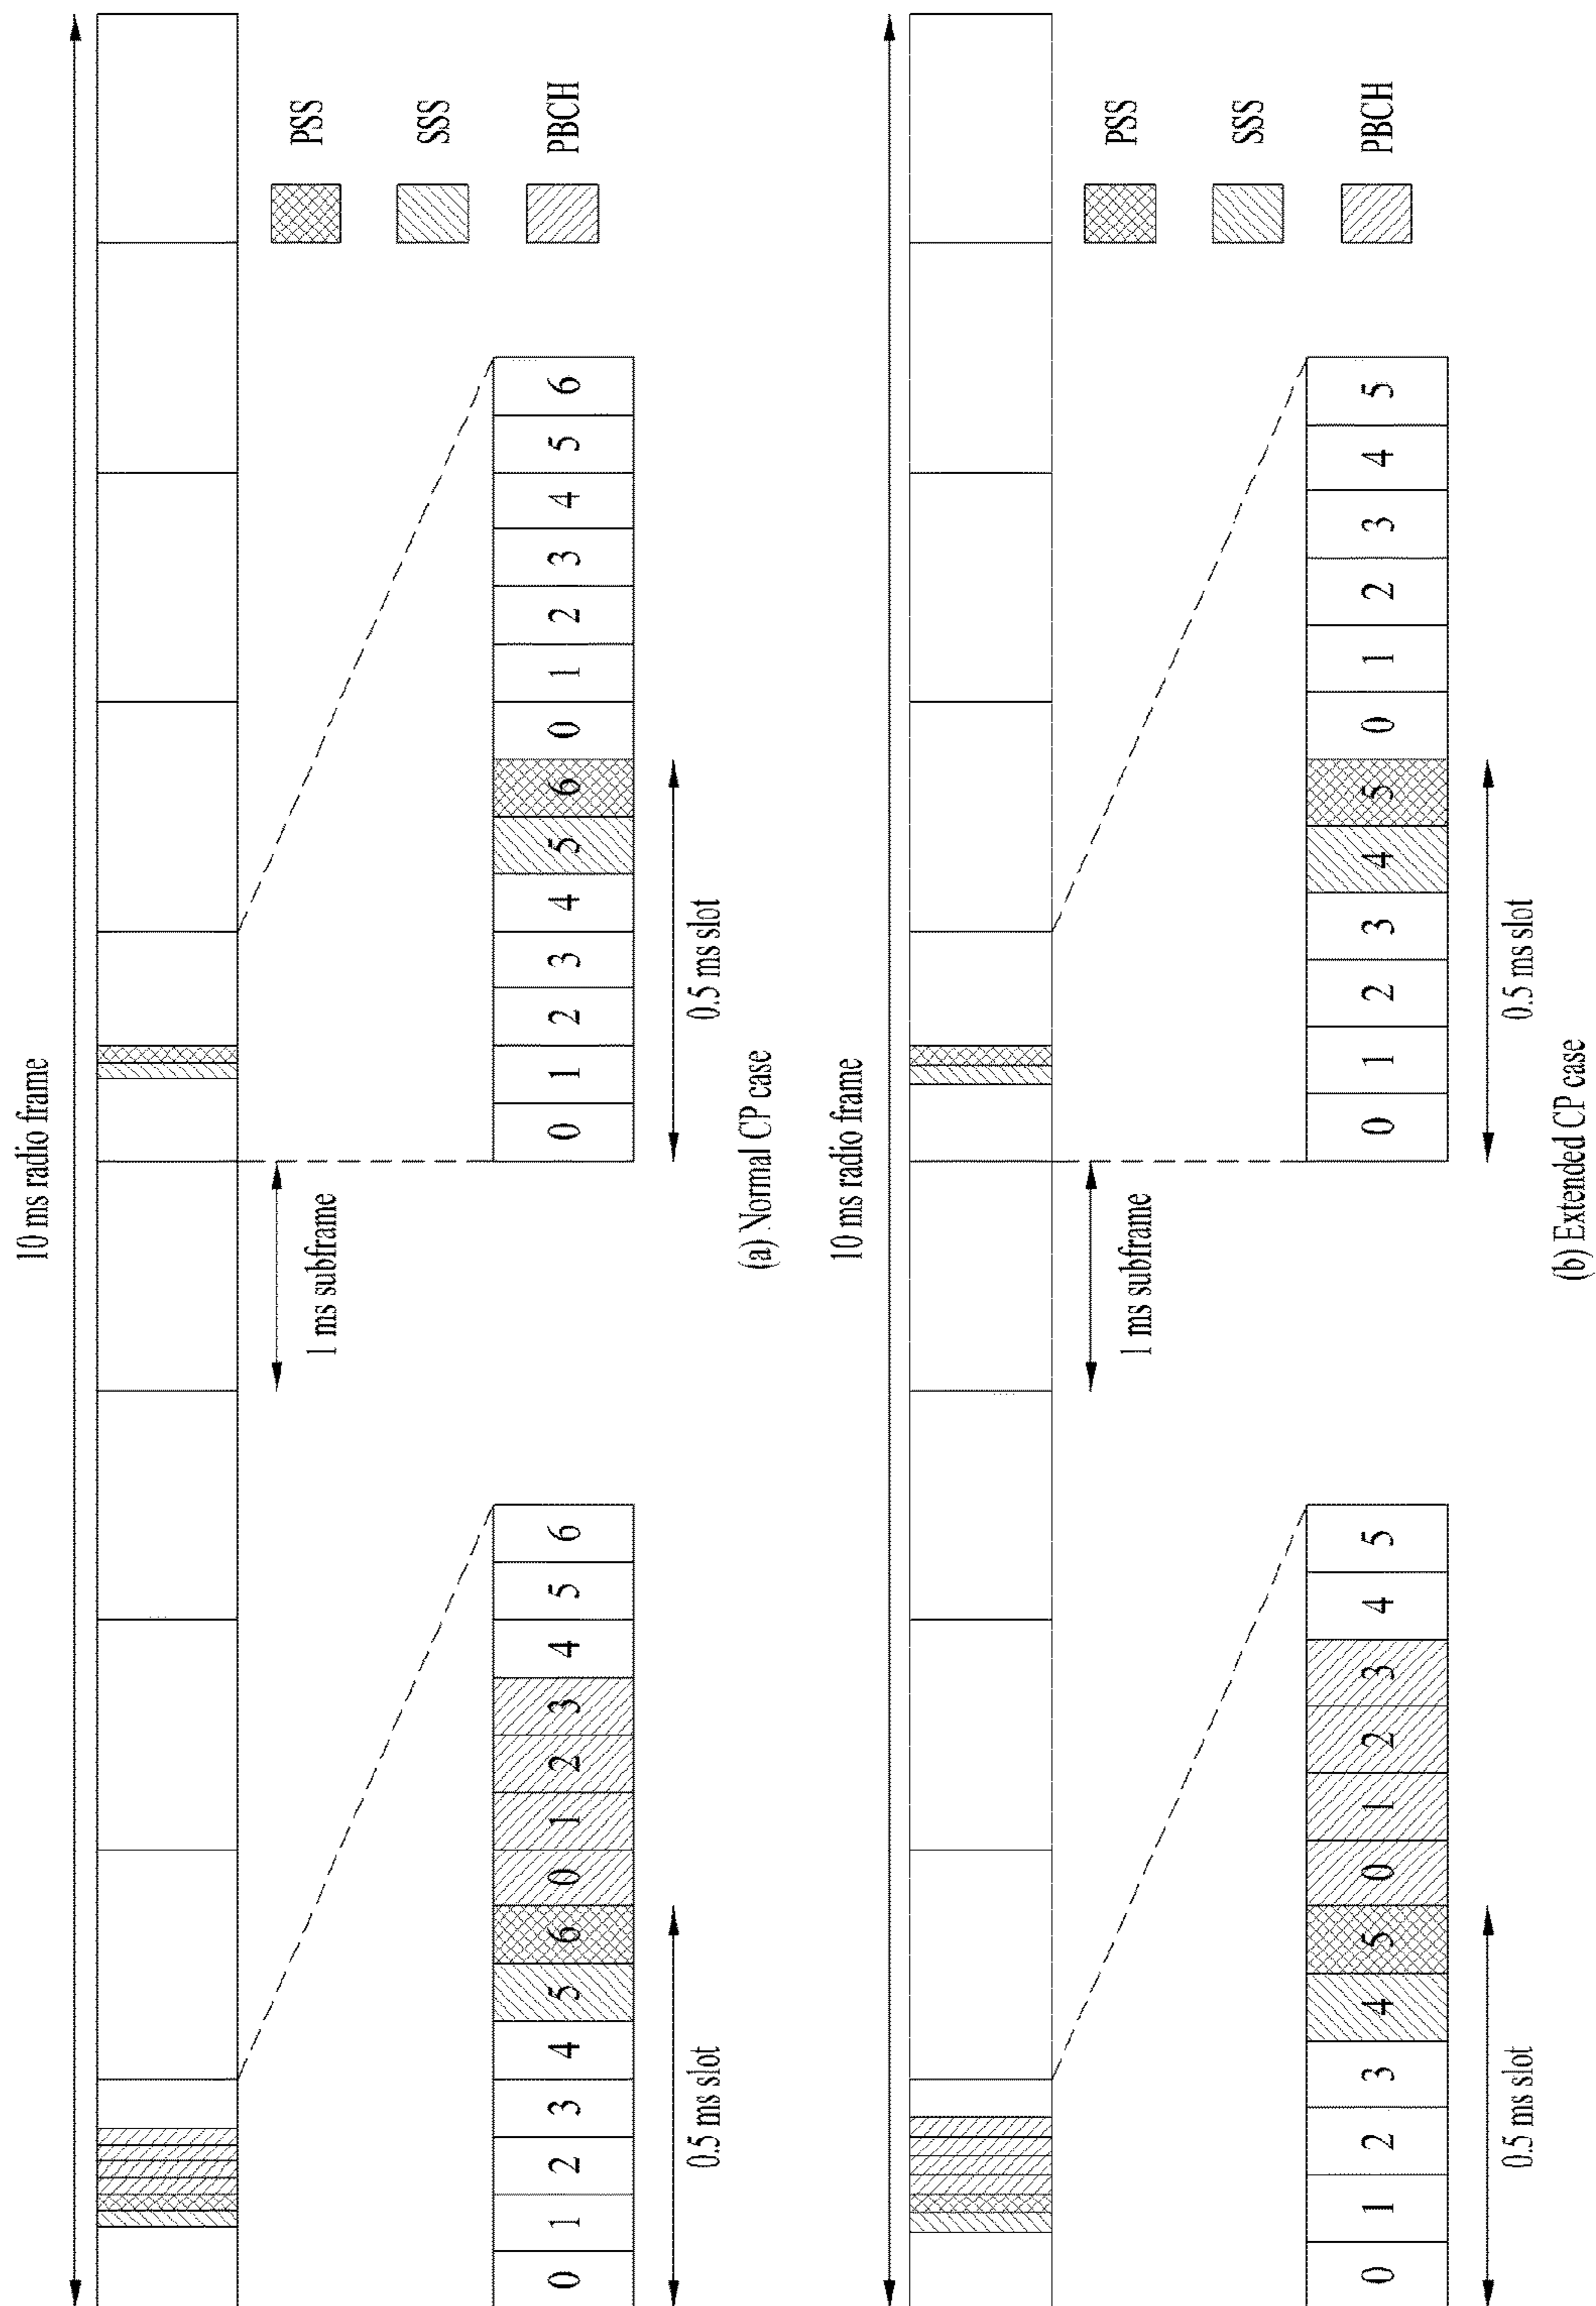 10 ms radio frame
PSS
SSS
PBCH
1 ms subframe
0 1 2 3 4 5 6 0 1 2 3 4 5 6
0 1 2 3 4 5 6 0 1 2 3 4 5 6
0.5 ms slot
0.5 ms slot
(a) Normal CP case
10 ms radio frame
PSS
SSS
PBCH
1 ms subframe
0 1 2 3 4 5 0 1 2 3 4 5
0 1 2 3 4 5 0 1 2 3 4 5
0.5 ms slot
0.5 ms slot
(b) Extended CP case